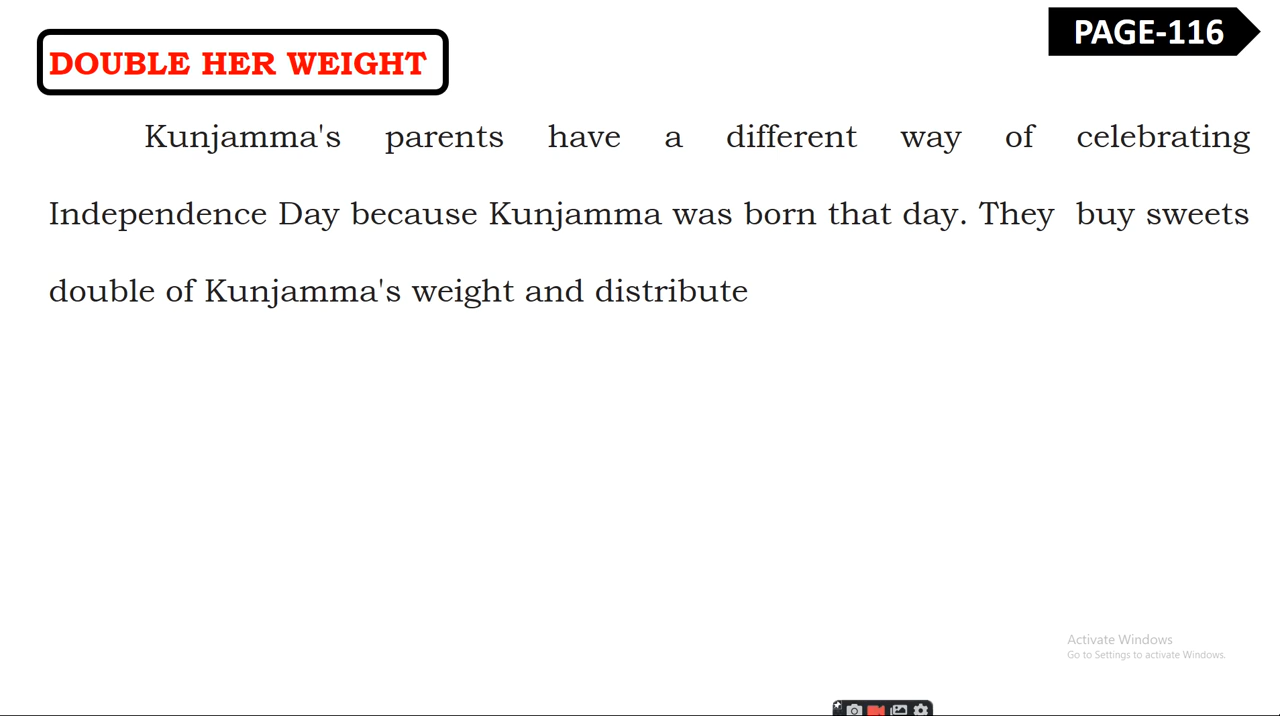 PAGE-116
DOUBLE HER WEIGHT
Kunjamma's parents have a different way of celebrating
Independence Day because Kunjamma was born that day. They buy sweets
double of Kunjamma's weight and distribute
Activate Windows
Go to Settings to activate Windows.